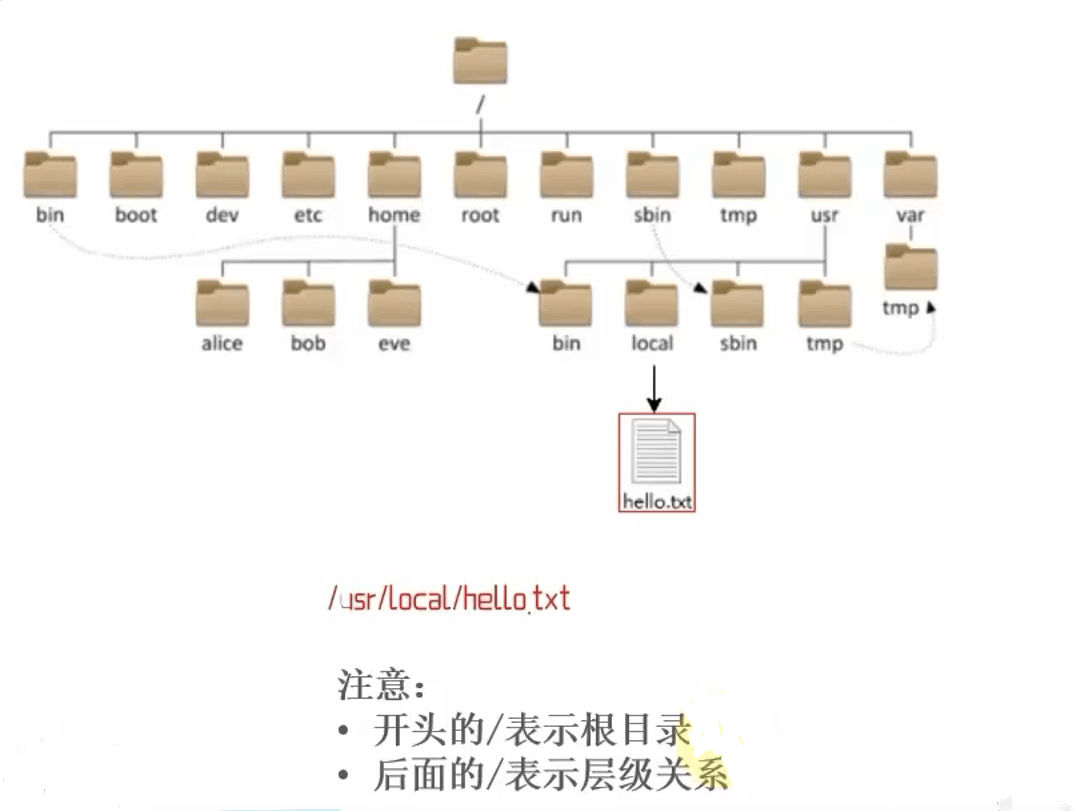 /
bin boot dev etc home root run sbin tmp usr var
tmp
alice bob eve bin local sbin tmp
hello.txt
/usr/local/hello.txt
注意：
• 开头的/表示根目录
• 后面的/表示层级关系